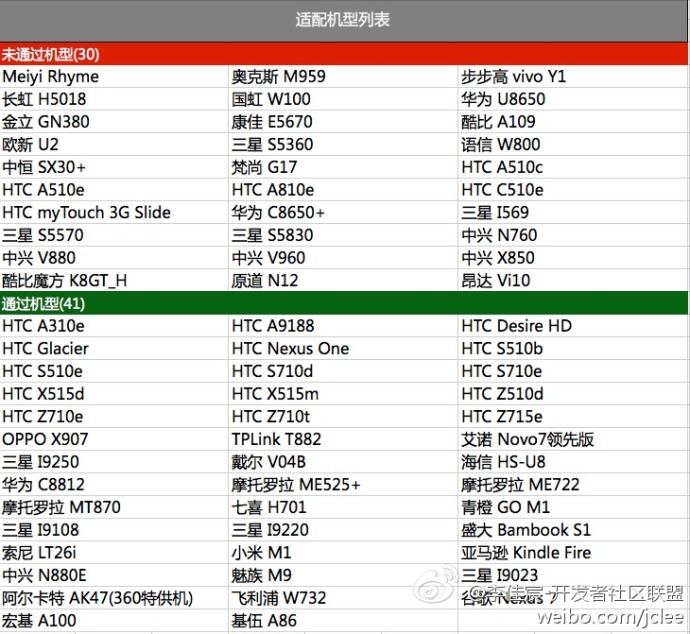 适配机型列表
未通过机型(30)
Meiyi Rhyme 奥克斯 M959 步步高 vivo Y1
长虹 H5018 国虹 W100 华为 U8650
金立 GN380 康佳 E5670 酷比 A109
欧新 U2 三星 S5360 语信 W800
中恒 SX30+ 梵尚 G17 HTC A510c
HTC A510e HTC A810e HTC C510e
HTC myTouch 3G Slide 华为 C8650+ 三星 I569
三星 S5570 三星 S5830 中兴 N760
中兴 V880 中兴 V960 中兴 X850
酷比魔方 K8GT_H 原道 N12 昂达 Vi10
通过机型(41)
HTC A310e HTC A9188 HTC Desire HD
HTC Glacier HTC Nexus One HTC S510b
HTC S510e HTC S710d HTC S710e
HTC X515d HTC X515m HTC Z510d
HTC Z710e HTC Z710t HTC Z715e
OPPO X907 TPLink T882 艾诺 Novo7领先版
三星 I9250 戴尔 V04B 海信 HS-U8
华为 C8812 摩托罗拉 ME525+ 摩托罗拉 ME722
摩托罗拉 MT870 七喜 H701 青橙 GO M1
三星 I9108 三星 I9220 盛大 Bambook S1
索尼 LT26i 小米 M1 亚马逊 Kindle Fire
中兴 N880E 魅族 M9 三星 I9023
阿尔卡特 AK47(360特供机) 飞利浦 W732 谷歌 Nexus 7
宏基 A100 基伍 A86
@李佳宸-开发者社区联盟
weibo.com/jclee